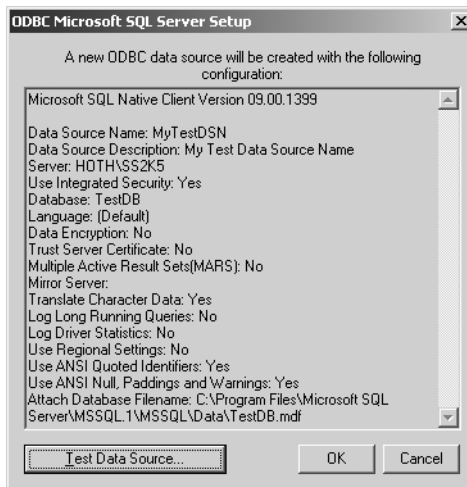 ODBC Microsoft SQL Server Setup
A new ODBC data source will be created with the following
configuration:
Microsoft SQL Native Client Version 09.00.1399
Data Source Name: MyTestDSN
Data Source Description: My Test Data Source Name
Server: HOTH\SS2K5
Use Integrated Security: Yes
Database: TestDB
Language: (Default)
Data Encryption: No
Trust Server Certificate: No
Multiple Active Result Sets(MARS): No
Mirror Server:
Translate Character Data: Yes
Log Long Running Queries: No
Log Driver Statistics: No
Use Regional Settings: No
Use ANSI Quoted Identifiers: Yes
Use ANSI Null, Paddings and Warnings: Yes
Attach Database Filename: C:\Program Files\Microsoft SQL
Server\MSSQL.1\MSSQL\Data\TestDB.mdf
Test Data Source... OK Cancel